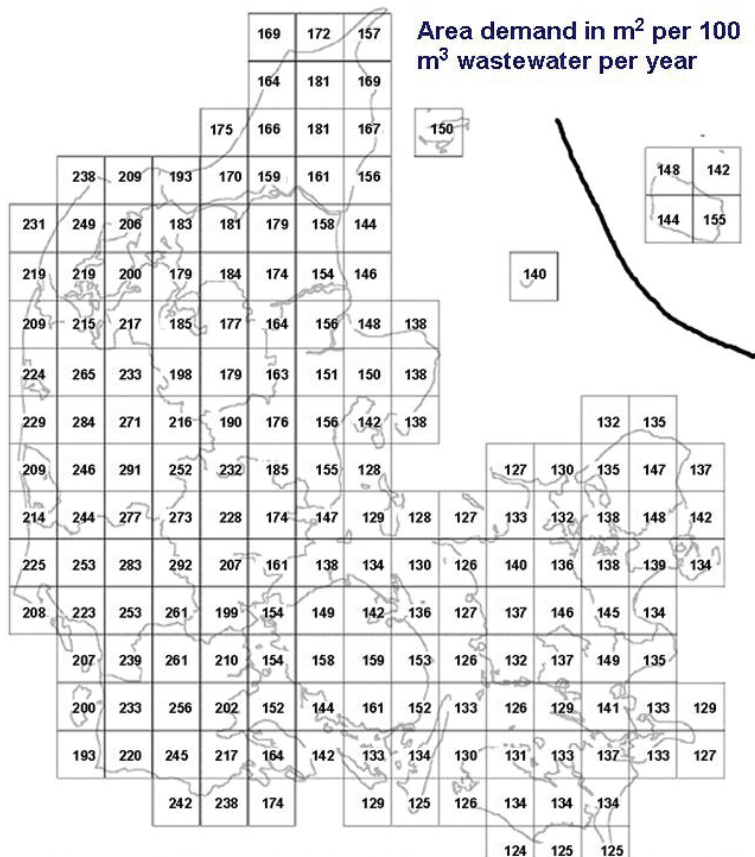 Area demand in m² per 100
m³ wastewater per year
169 172 157
164 181 169
175 166 181 167 150
238 209 193 170 159 161 156 148 142
231 249 206 183 181 179 158 144 144 155
219 219 200 179 184 174 154 146 140
209 215 217 185 177 164 156 148 138
224 265 233 198 179 163 151 150 138
229 284 271 216 190 176 156 142 138 132 135
209 246 291 252 232 185 155 128 127 130 135 147 137
214 244 277 273 228 174 147 129 128 127 133 132 138 148 142
225 253 283 292 207 161 138 134 130 126 140 136 138 139 134
208 223 253 261 199 154 149 142 136 127 137 146 145 134
207 239 261 210 154 158 159 153 126 132 137 149 135
200 233 256 202 152 144 161 152 133 126 129 141 133 129
193 220 245 217 164 142 133 134 130 131 133 137 133 127
242 238 174 129 125 126 134 134 134
124 125 125